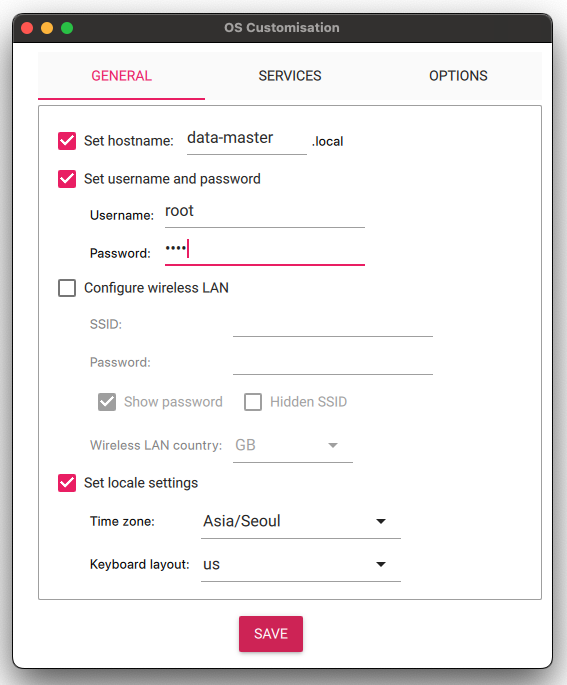 OS Customisation
GENERAL SERVICES OPTIONS
Set hostname: data-master .local
Set username and password
Username: root
Password: ••••
Configure wireless LAN
SSID:
Password:
Show password Hidden SSID
Wireless LAN country: GB
Set locale settings
Time zone: Asia/Seoul
Keyboard layout: us
SAVE